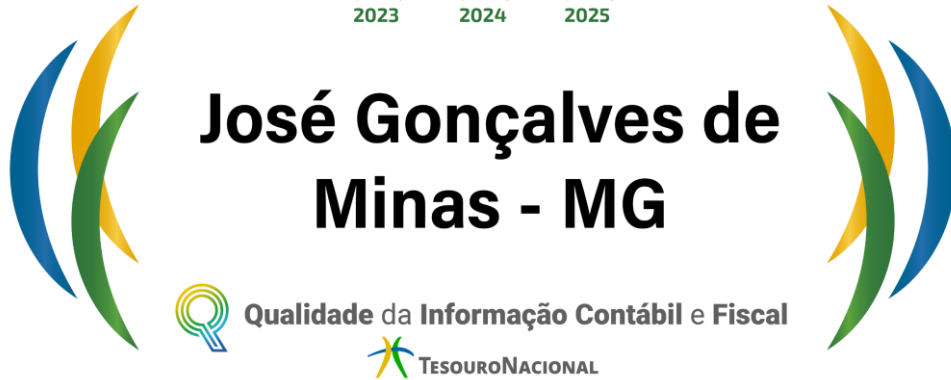 2023 2024 2025
José Gonçalves de
Minas - MG
Qualidade da Informação Contábil e Fiscal
TesouroNacional